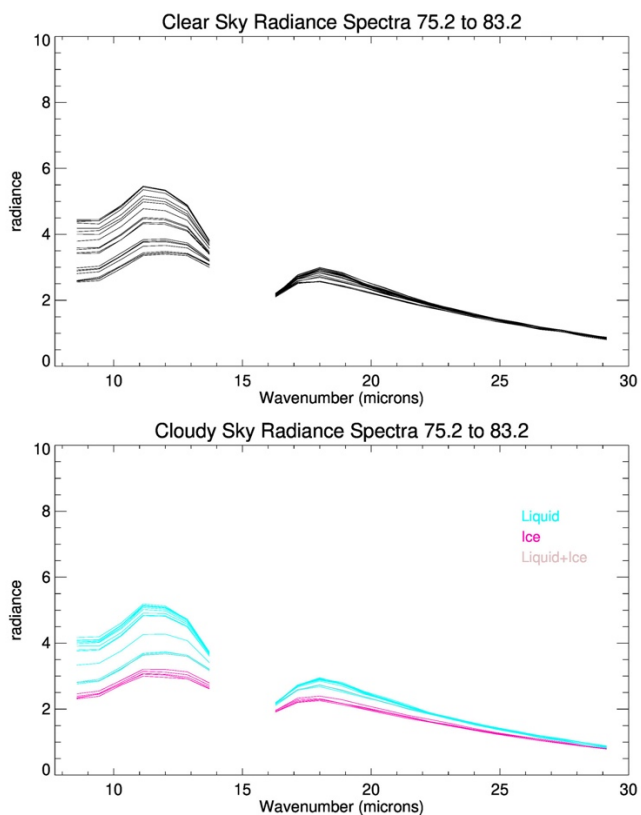 Clear Sky Radiance Spectra 75.2 to 83.2
10
8
6
4
2
0
radiance
10
15
20
25
30
Wavenumber (microns)
Cloudy Sky Radiance Spectra 75.2 to 83.2
10
8
6
4
2
0
radiance
Liquid
Ice
Liquid+Ice
10
15
20
25
30
Wavenumber (microns)